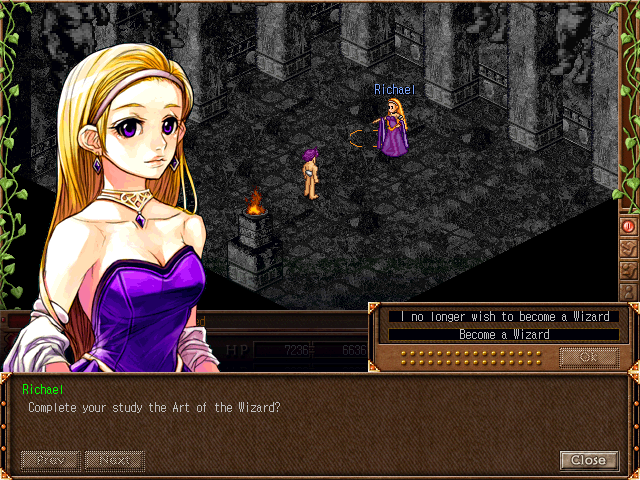 Richael
I no longer wish to become a Wizard
Become a Wizard
Ok
HP
Richael
Complete your study the Art of the Wizard?
Prev Next Close